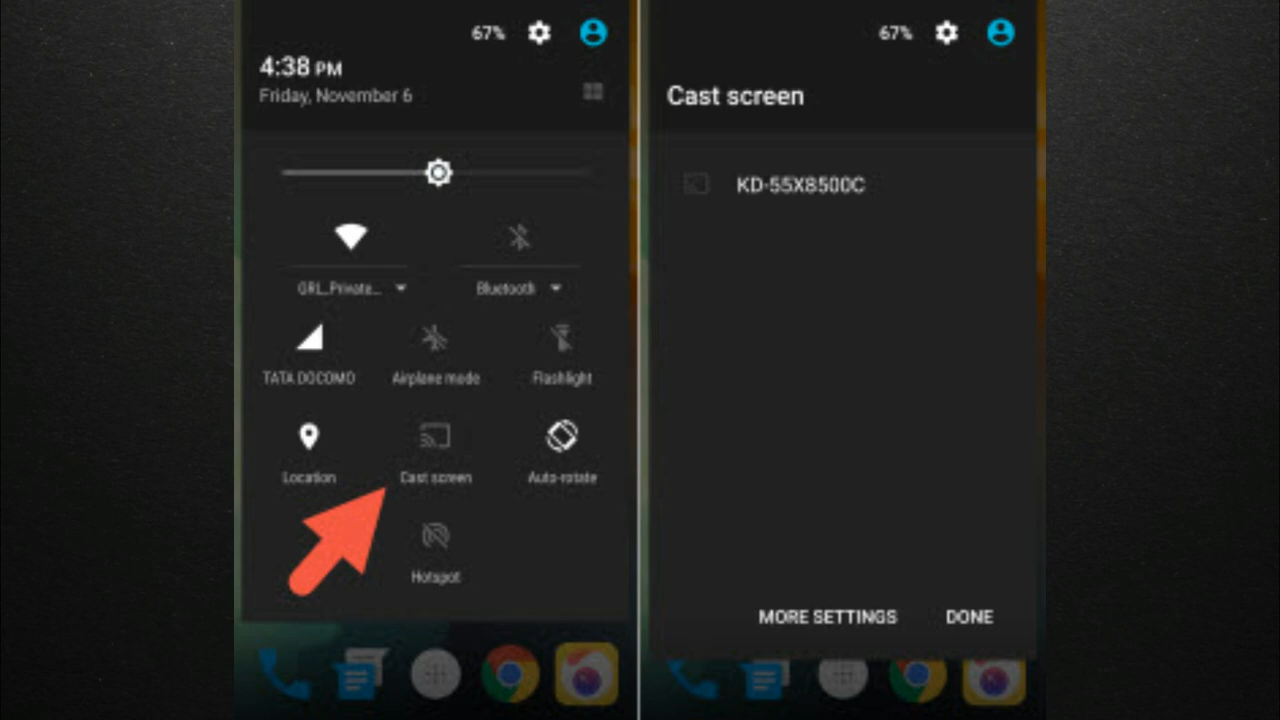 67%
4:38 PM
Friday, November 6
GRL_Private...
Bluetooth
TATA DOCOMO
Airplane mode
Flashlight
Location
Cast screen
Auto-rotate
Hotspot
67%
Cast screen
KD-55X8500C
MORE SETTINGS
DONE